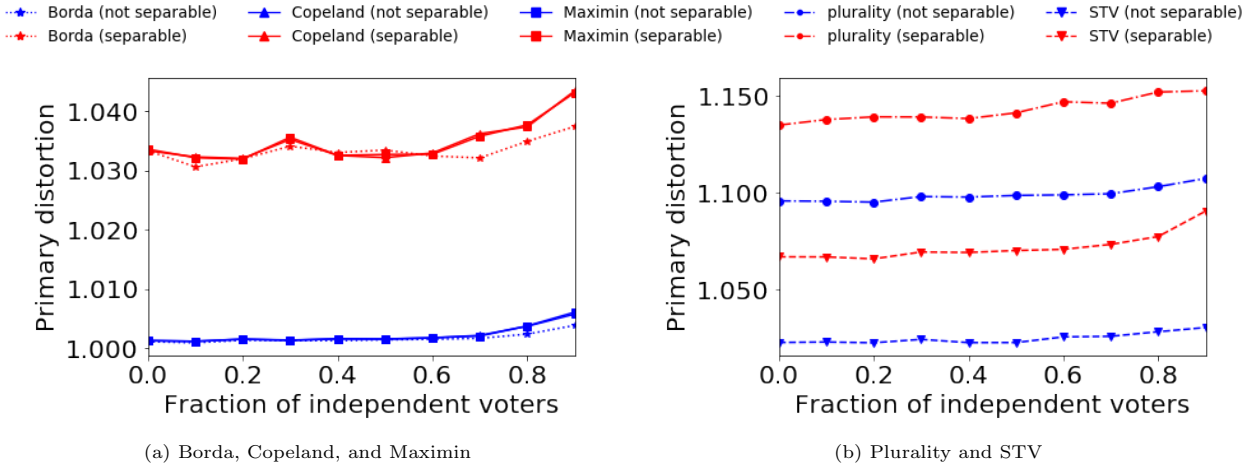 Borda (not separable) Copeland (not separable) Maximin (not separable) plurality (not separable) STV (not separable)
Borda (separable) Copeland (separable) Maximin (separable) plurality (separable) STV (separable)
Primary distortion
1.040
1.030
1.020
1.010
1.000
0.0 0.2 0.4 0.6 0.8
Fraction of independent voters
(a) Borda, Copeland, and Maximin
Primary distortion
1.150
1.100
1.050
0.0 0.2 0.4 0.6 0.8
Fraction of independent voters
(b) Plurality and STV